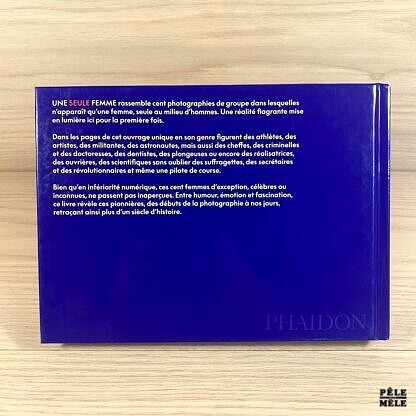 UNE SEULE FEMME rassemble cent photographies de groupe dans lesquelles
n'apparaît qu'une femme, seule au milieu d'hommes. Une réalité flagrante mise
en lumière ici pour la première fois.
Dans les pages de cet ouvrage unique en son genre figurent des athlètes, des
artistes, des militantes, des astronautes, mais aussi des cheffes, des criminelles
et des doctoresses, des dentistes, des plongeuses ou encore des réalisatrices,
des ouvrières, des scientifiques sans oublier des suffragettes, des secrétaires
et des révolutionnaires et même une pilote de course.
Bien qu'en infériorité numérique, ces cent femmes d'exception, célèbres ou
inconnues, ne passent pas inaperçues. Entre humour, émotion et fascination,
ce livre révèle ces pionnières, des débuts de la photographie à nos jours,
retraçant ainsi plus d'un siècle d'histoire.
PHAIDON
PÊLE
MÊLE